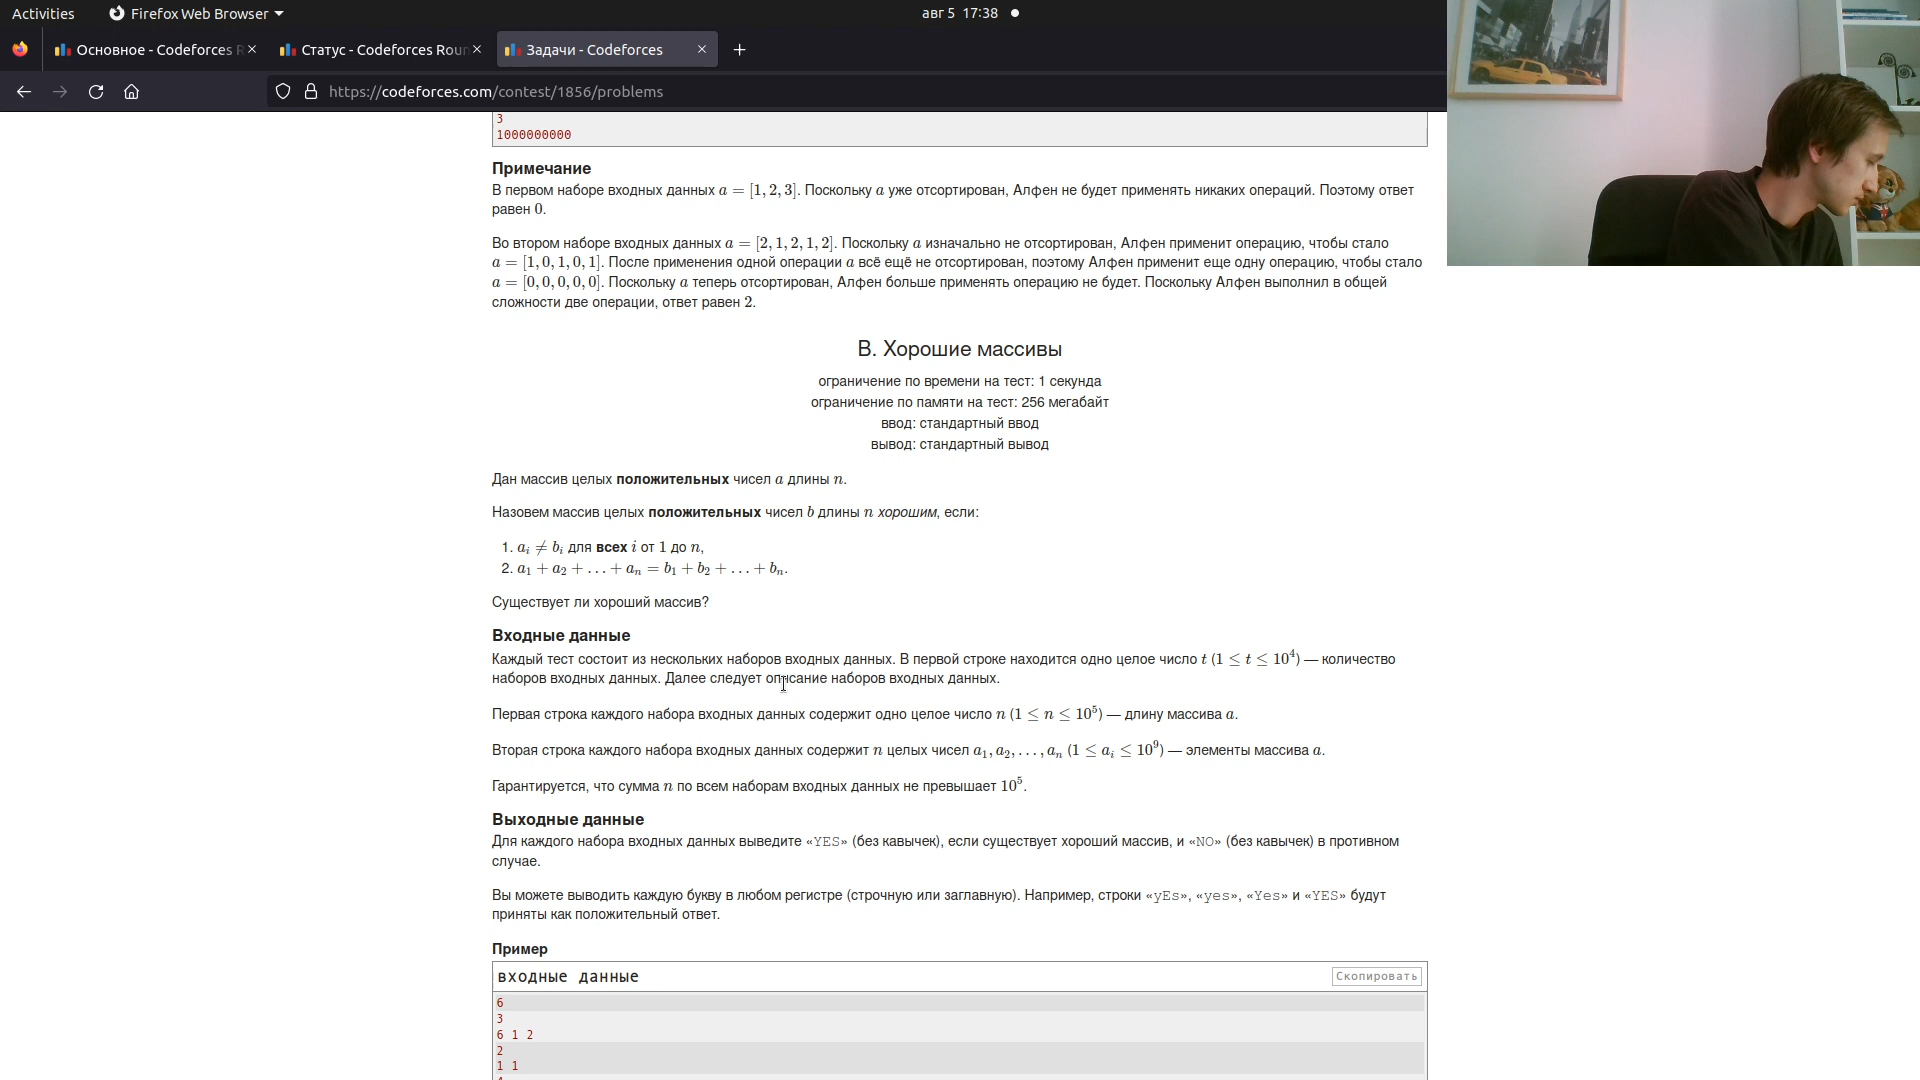 Activities
Firefox Web Browser
авг 5 17:38
Основное - Codeforces R
Статус - Codeforces Roun
Задачи - Codeforces
https://codeforces.com/contest/1856/problems
3
1000000000
Примечание
В первом наборе входных данных a = [1, 2, 3]. Поскольку a уже отсортирован, Алфен не будет применять никаких операций. Поэтому ответ
равен 0.
Во втором наборе входных данных a = [2, 1, 2, 1, 2]. Поскольку a изначально не отсортирован, Алфен применит операцию, чтобы стало
a = [1, 0, 1, 0, 1]. После применения одной операции a всё ещё не отсортирован, поэтому Алфен применит еще одну операцию, чтобы стало
a = [0, 0, 0, 0, 0]. Поскольку a теперь отсортирован, Алфен больше применять операцию не будет. Поскольку Алфен выполнил в общей
сложности две операции, ответ равен 2.
B. Хорошие массивы
ограничение по времени на тест: 1 секунда
ограничение по памяти на тест: 256 мегабайт
ввод: стандартный ввод
вывод: стандартный вывод
Дан массив целых положительных чисел a длины n.
Назовем массив целых положительных чисел b длины n хорошим, если:
1. aᵢ ≠ bᵢ для всех i от 1 до n,
2. a₁ + a₂ + . . . + aₙ = b₁ + b₂ + . . . + bₙ.
Существует ли хороший массив?
Входные данные
Каждый тест состоит из нескольких наборов входных данных. В первой строке находится одно целое число t (1 ≤ t ≤ 10⁴) — количество
наборов входных данных. Далее следует описание наборов входных данных.
Первая строка каждого набора входных данных содержит одно целое число n (1 ≤ n ≤ 10⁵) — длину массива a.
Вторая строка каждого набора входных данных содержит n целых чисел a₁, a₂, . . . , aₙ (1 ≤ aᵢ ≤ 10⁹) — элементы массива a.
Гарантируется, что сумма n по всем наборам входных данных не превышает 10⁵.
Выходные данные
Для каждого набора входных данных выведите «YES» (без кавычек), если существует хороший массив, и «NO» (без кавычек) в противном
случае.
Вы можете выводить каждую букву в любом регистре (строчную или заглавную). Например, строки «yEs», «yes», «Yes» и «YES» будут
приняты как положительный ответ.
Пример
входные данные
Скопировать
6
3
6 1 2
2
1 1